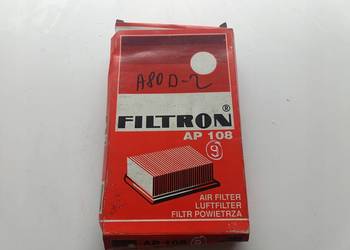 A80D-2
FILTRON®
AP 108
9
AIR FILTER
LUFTFILTER
FILTR POWIETRZA
AP 108